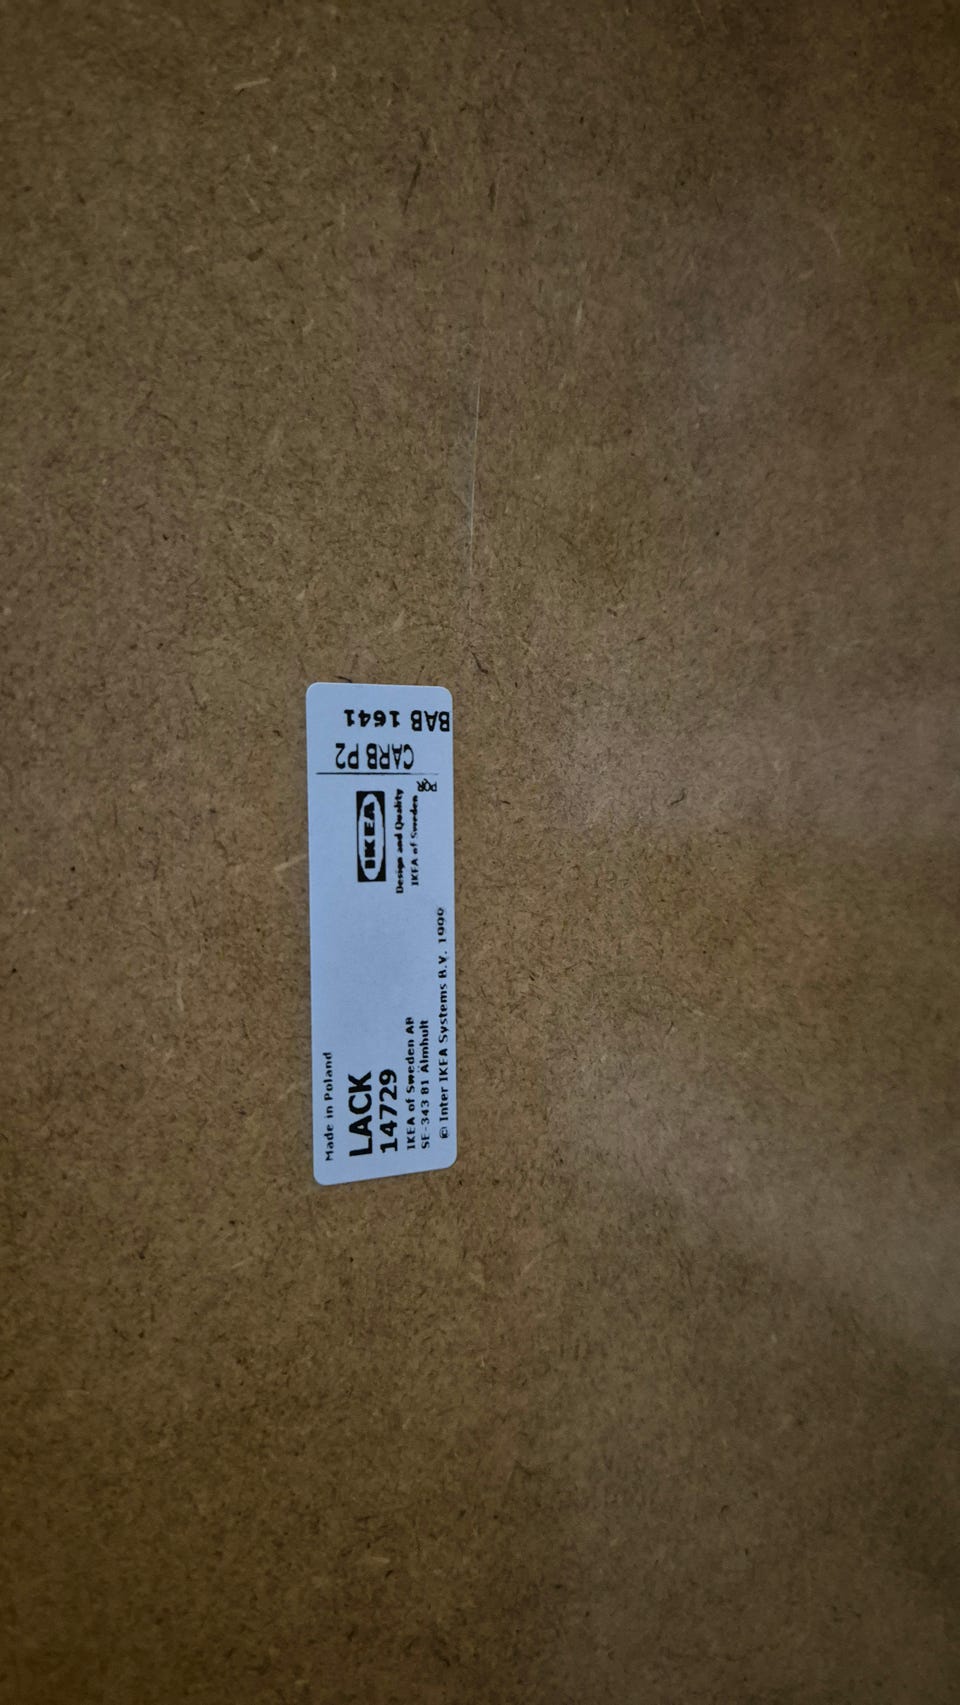 Made in Poland
LACK
14729
IKEA of Sweden AB
SE-343 81 Älmhult
© Inter IKEA Systems B.V. 1999
IKEA
Design and Quality
IKEA of Sweden
PQR
CARB P2
BAB 1641